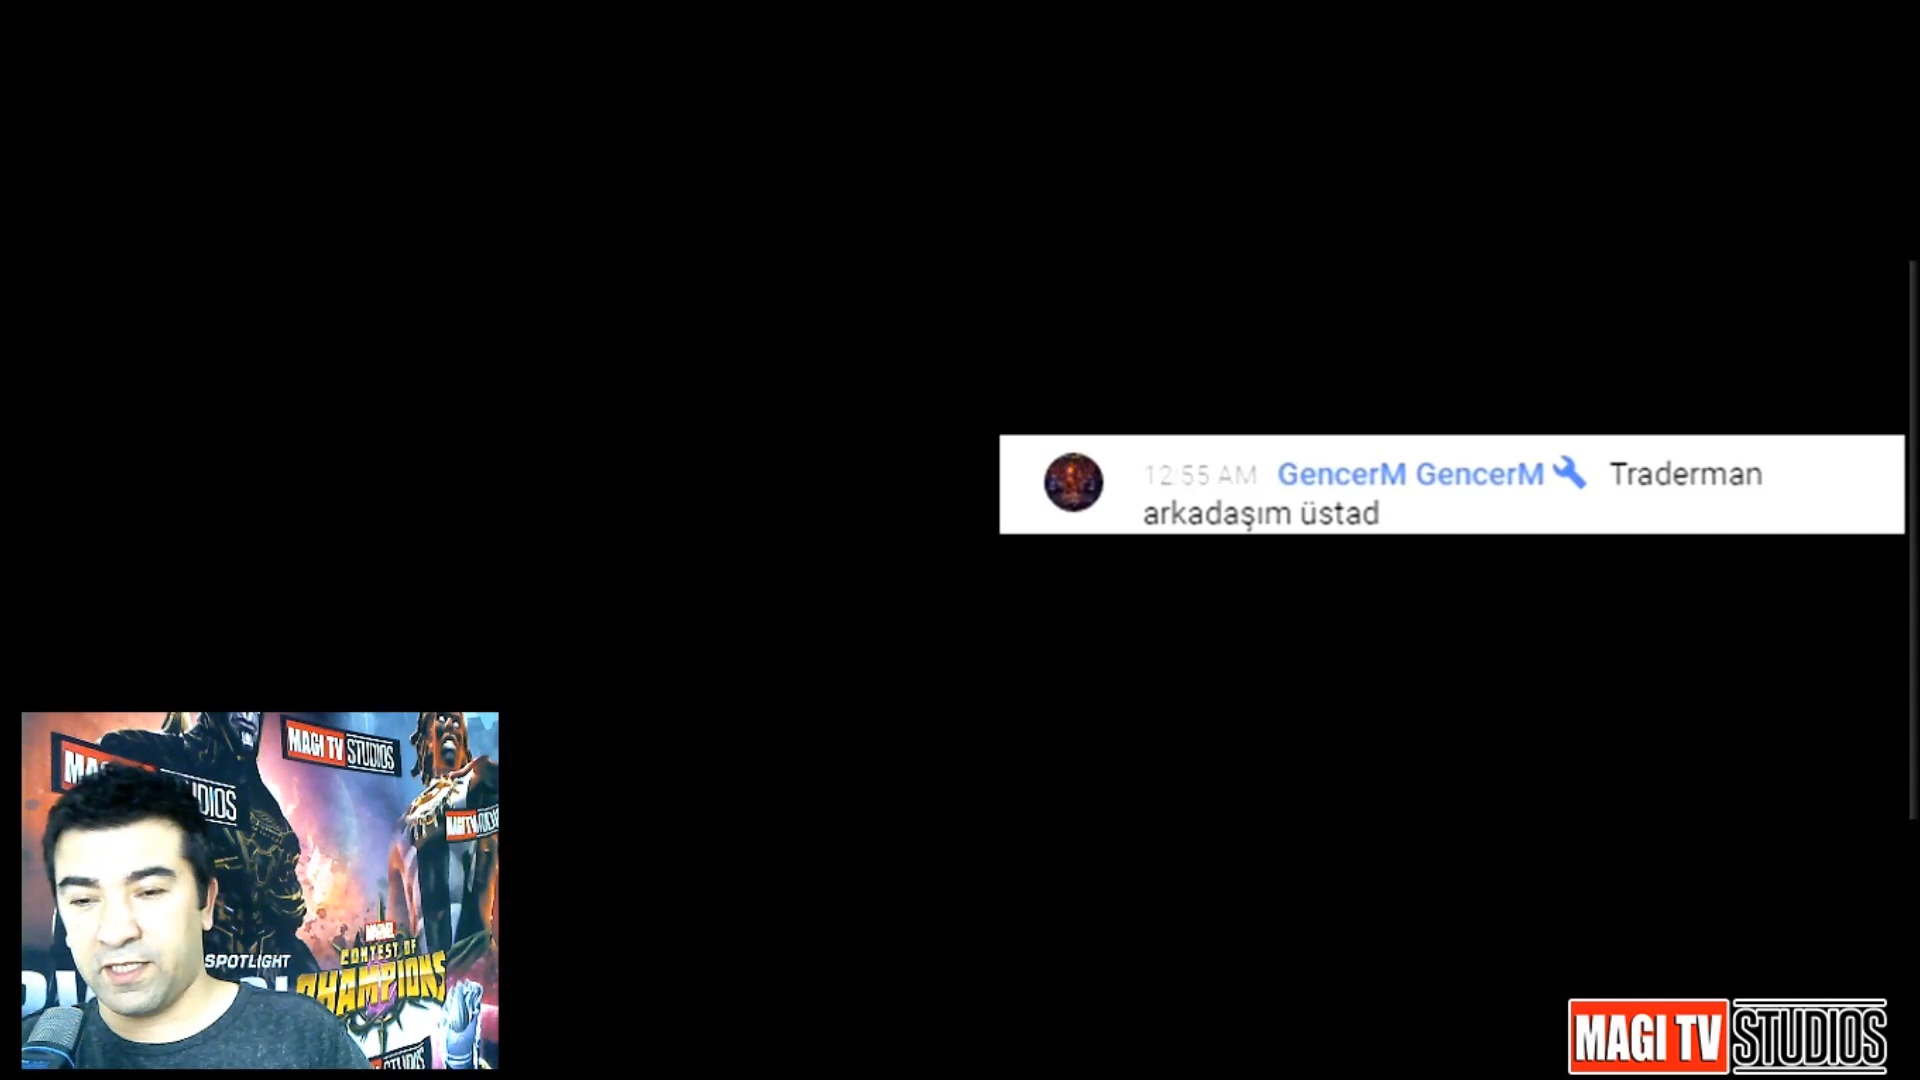 12:55 AM GencerM GencerM Traderman
arkadaşım üstad
MAGI TV STUDIOS
MAGI TV STUDIOS
SPOTLIGHT
MARVEL
CONTEST OF
CHAMPIONS
MAGI TV STUDIOS